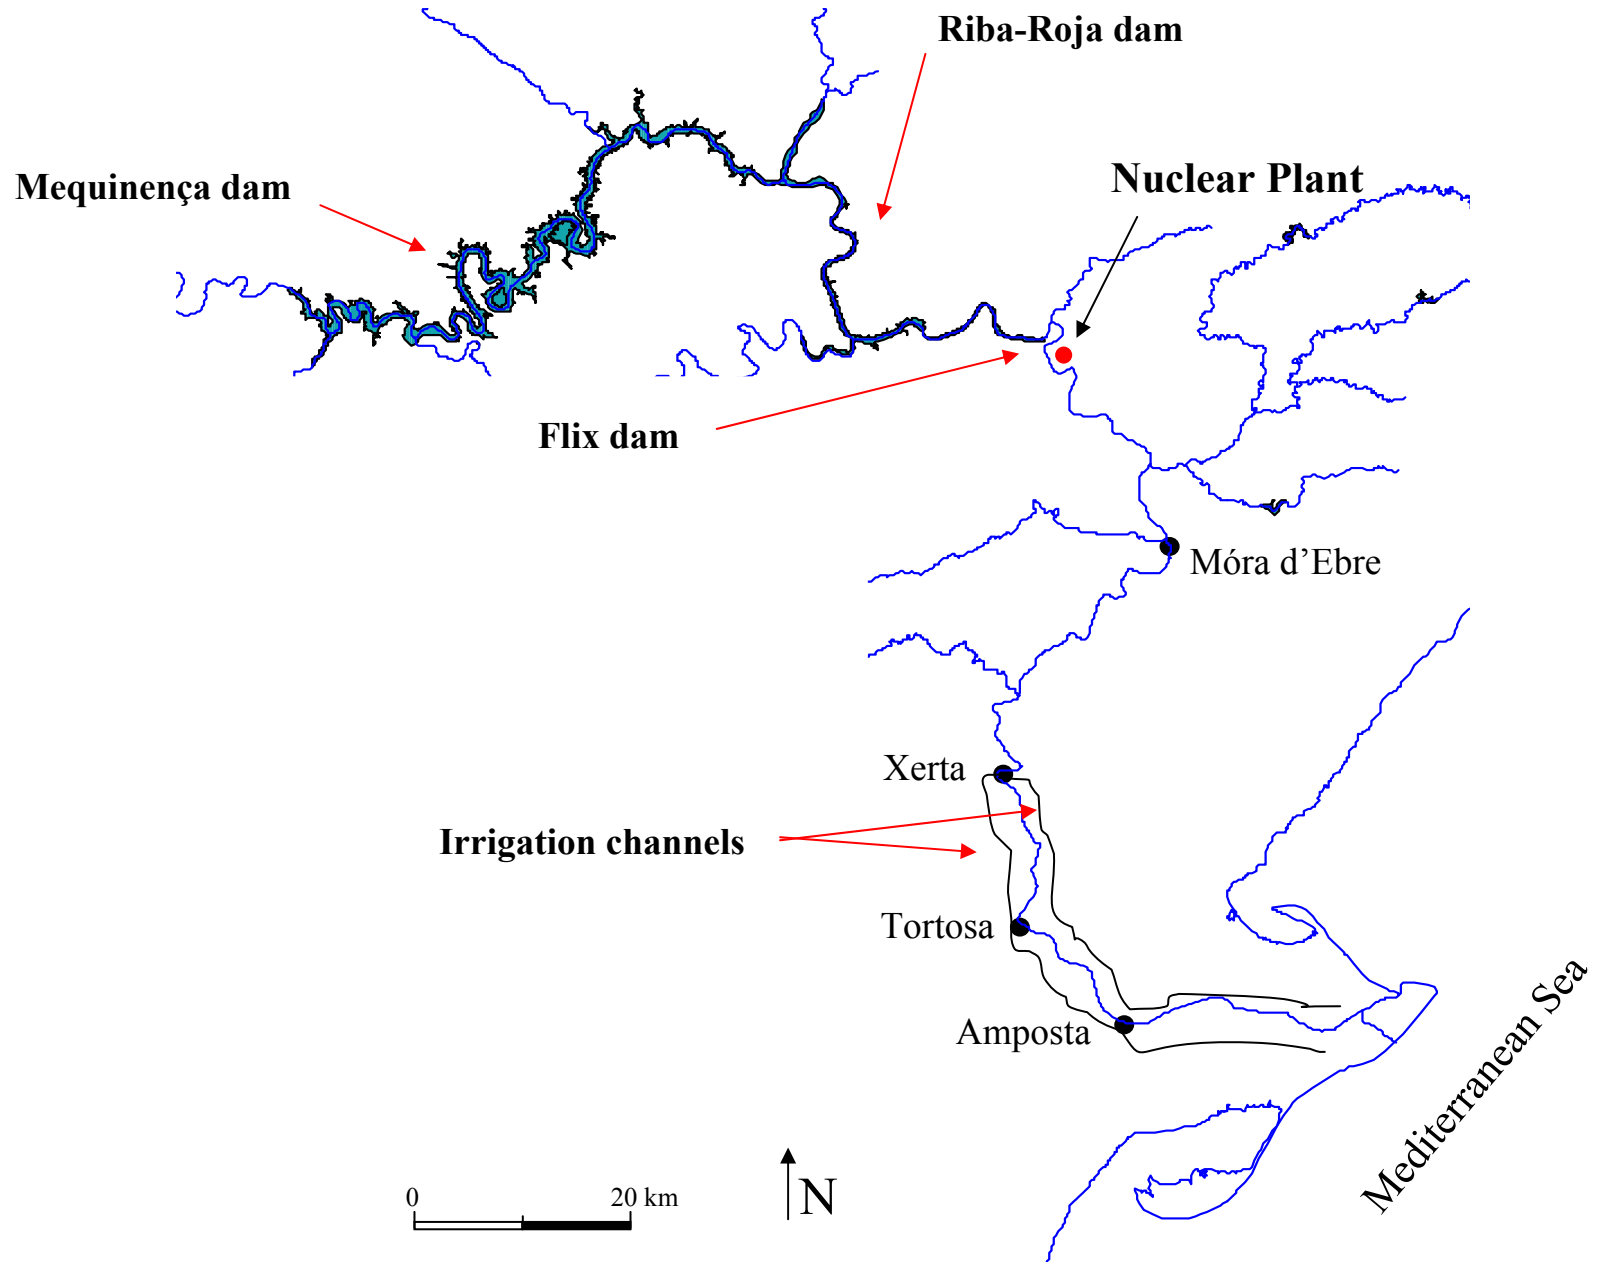 Riba-Roja dam
Nuclear Plant
Mequinença dam
Flix dam
Móra d’Ebre
Xerta
Irrigation channels
Tortosa
Amposta
Mediterranean Sea
0
20 km
N